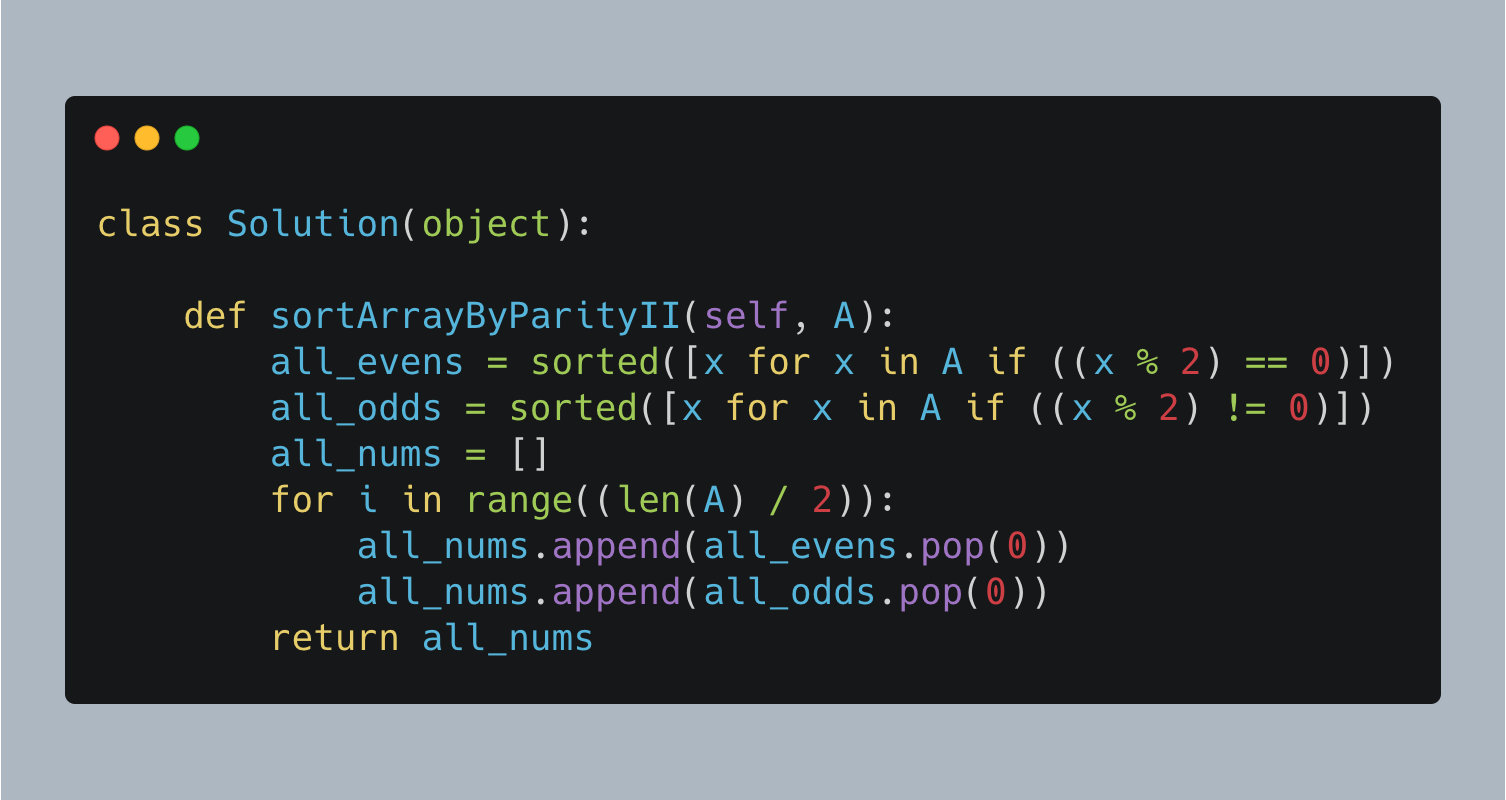 class Solution(object):
    def sortArrayByParityII(self, A):
        all_evens = sorted([x for x in A if ((x % 2) == 0)])
        all_odds = sorted([x for x in A if ((x % 2) != 0)])
        all_nums = []
        for i in range((len(A) / 2)):
            all_nums.append(all_evens.pop(0))
            all_nums.append(all_odds.pop(0))
        return all_nums